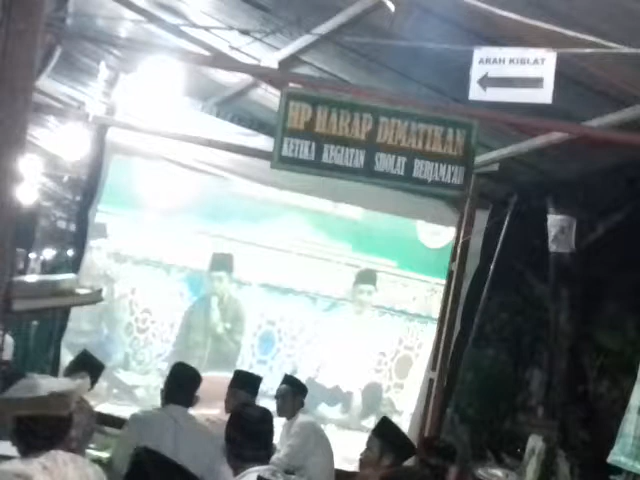 ARAH KIBLAT
HP HARAP DIMATIKAN
KETIKA KEGIATAN SHOLAT BERJAMA'AH